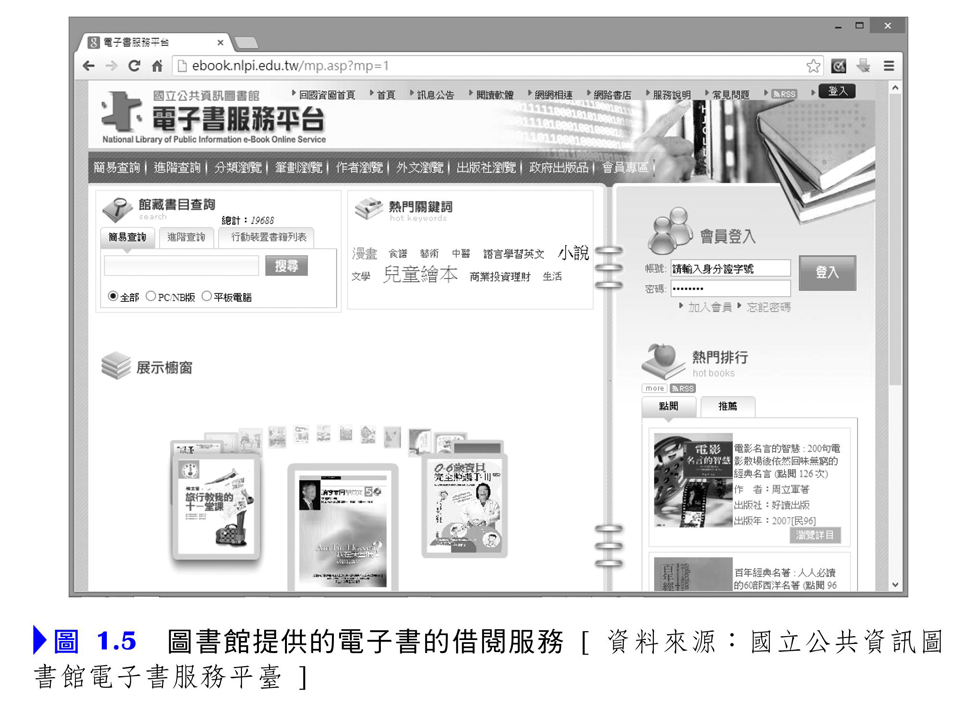 電子書服務平台
ebook.nlpi.edu.tw/mp.asp?mp=1
國立公共資訊圖書館
電子書服務平台
National Library of Public Information e-Book Online Service
回國資圖首頁 首頁 訊息公告 閱讀軟體 網網相連 網路書店 服務說明 常見問題 RSS 登入
簡易查詢 | 進階查詢 | 分類瀏覽 | 筆劃瀏覽 | 作者瀏覽 | 外文瀏覽 | 出版社瀏覽 | 政府出版品 | 會員專區
館藏書目查詢
search
總計：19688
簡易查詢 進階查詢 行動裝置書籍列表
搜尋
全部 PC/NB版 平板電腦
熱門關鍵詞
hot keywords
漫畫 食譜 藝術 中醫 語言學習英文 小說
文學 兒童繪本 商業投資理財 生活
展示櫥窗
旅行教我的
十一堂課
0-6歲寶貝
會員登入
帳號: 請輸入身分證字號
密碼: ••••••••
登入
加入會員 忘記密碼
熱門排行
hot books
more RSS
點閱 推薦
電影
名言的智慧
電影名言的智慧 : 200句電
影散場後依然回味無窮的
經典名言 (點閱 126 次)
作 者：周立軍著
出版社：好讀出版
出版年：2007[民96]
瀏覽詳目
百年經典名著 : 人人必讀
的60部西洋名著 (點閱 96
圖 1.5 圖書館提供的電子書的借閱服務 [ 資料來源：國立公共資訊圖
書館電子書服務平臺 ]